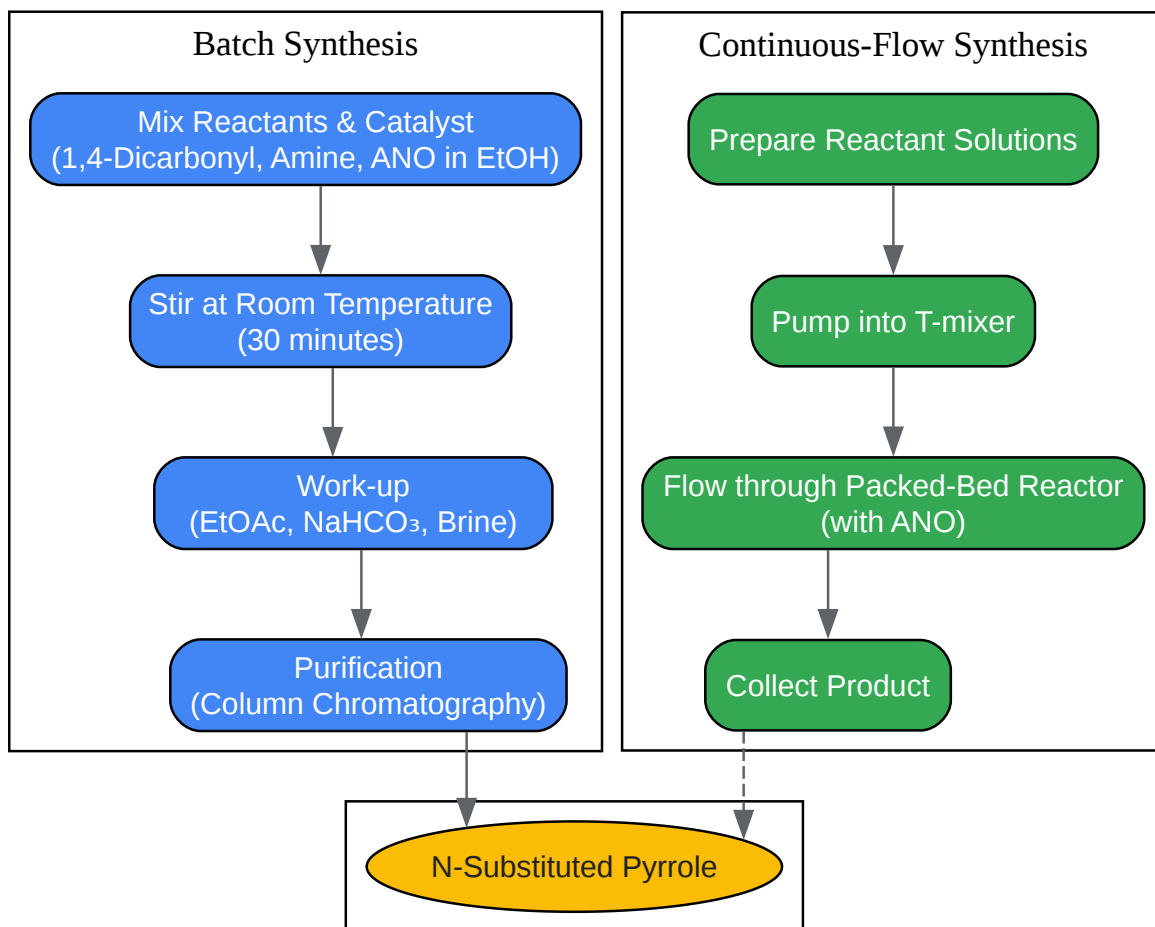 Batch Synthesis
Mix Reactants & Catalyst
(1,4-Dicarbonyl, Amine, ANO in EtOH)
Stir at Room Temperature
(30 minutes)
Work-up
(EtOAc, NaHCO₃, Brine)
Purification
(Column Chromatography)
Continuous-Flow Synthesis
Prepare Reactant Solutions
Pump into T-mixer
Flow through Packed-Bed Reactor
(with ANO)
Collect Product
N-Substituted Pyrrole